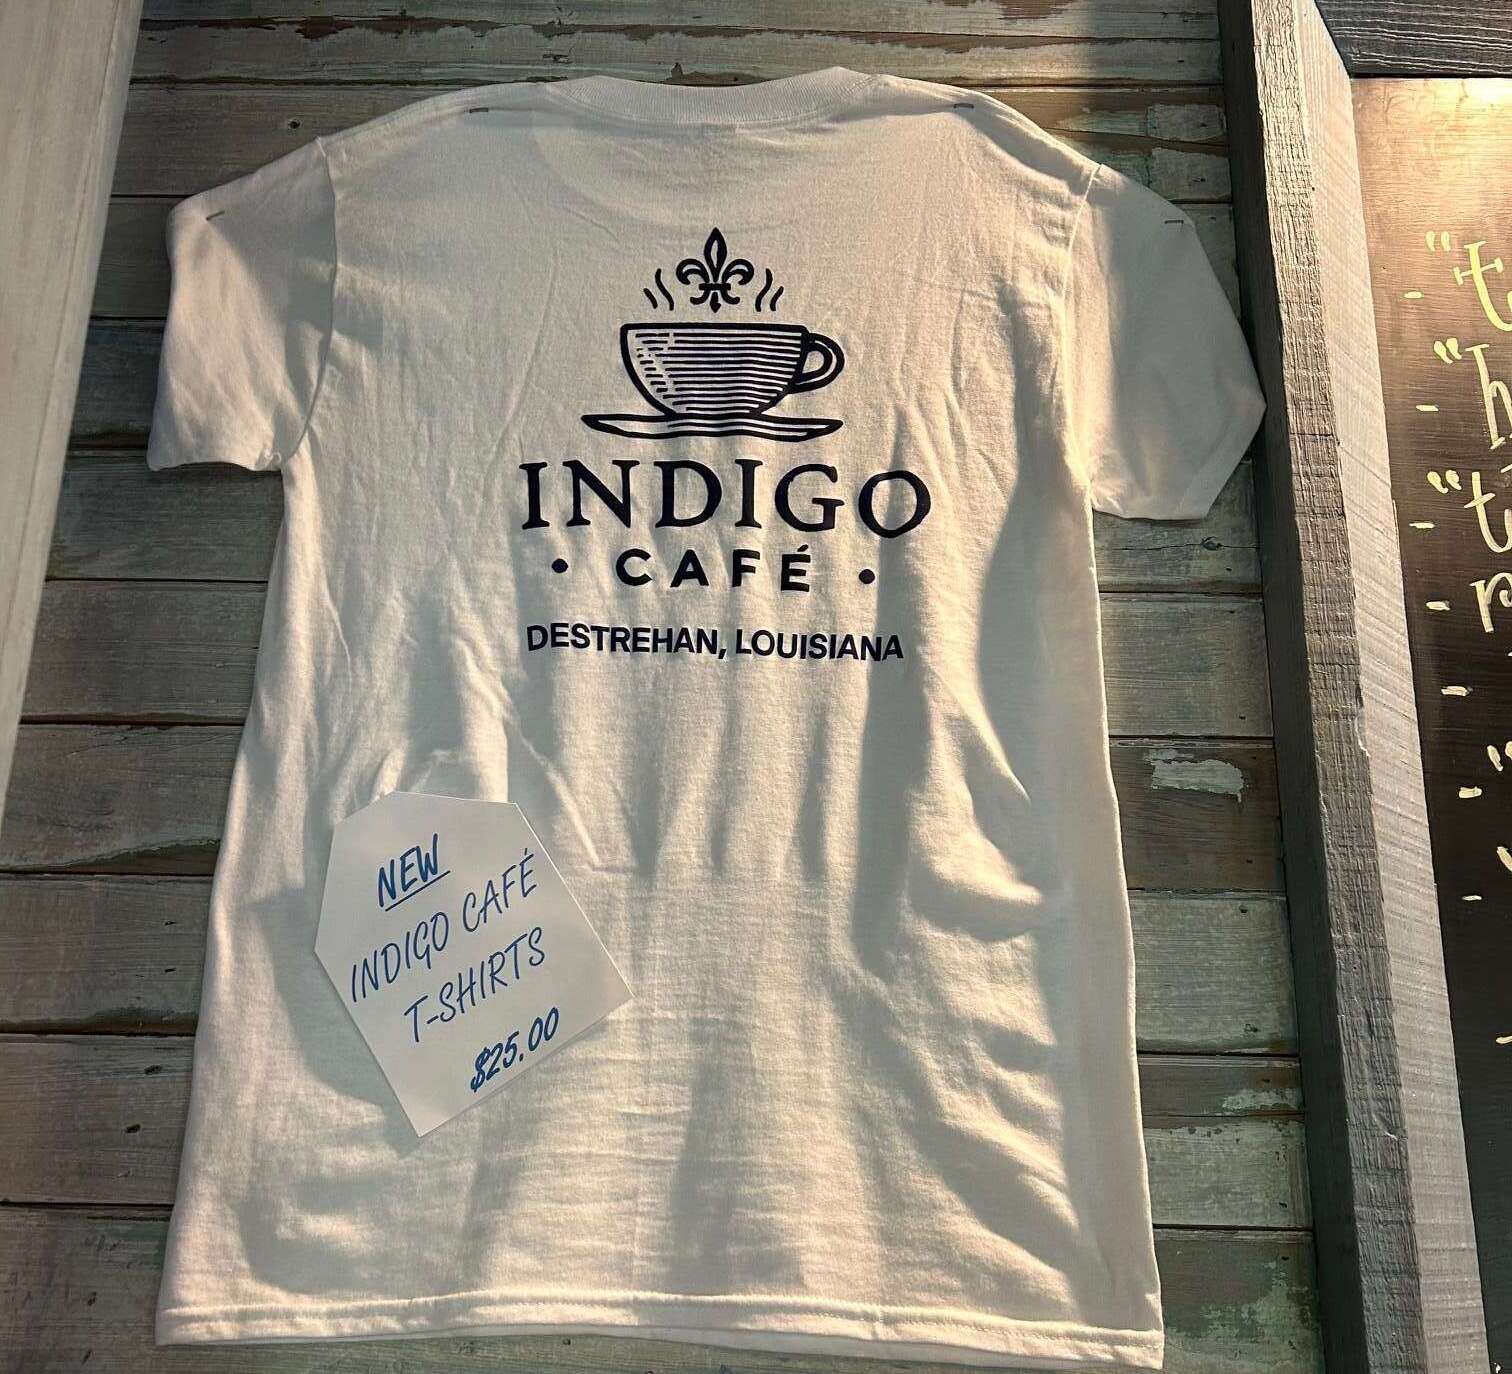 INDIGO
• CAFÉ •
DESTREHAN, LOUISIANA
NEW
INDIGO CAFÉ
T-SHIRTS
$25.00